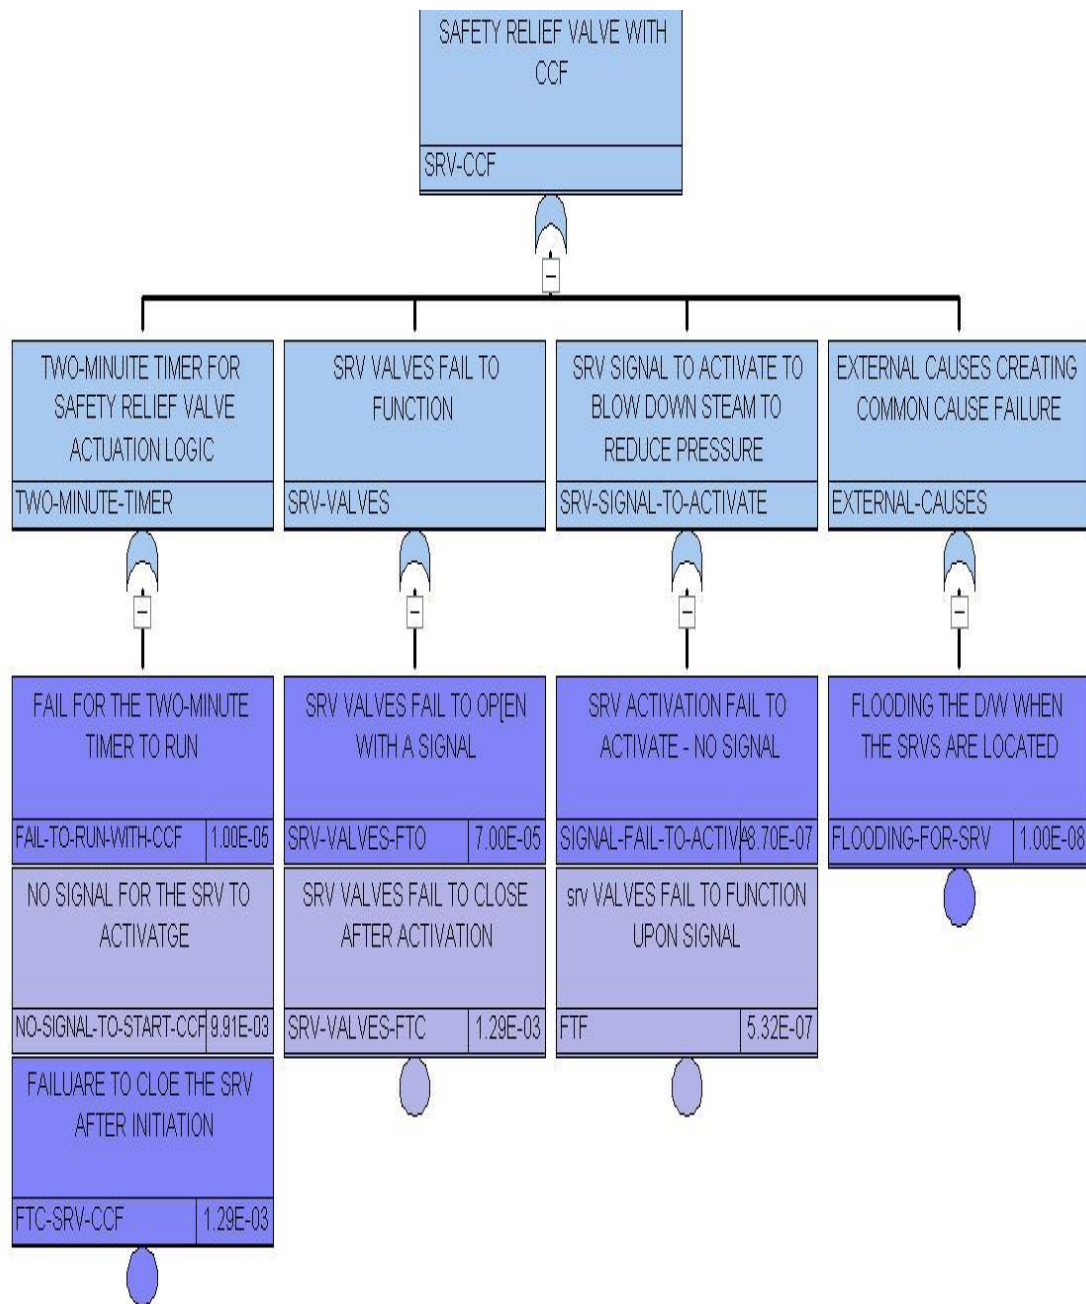 SAFETY RELIEF VALVE WITH
CCF
SRV-CCF
TWO-MINUITE TIMER FOR
SAFETY RELIEF VALVE
ACTUATION LOGIC
TWO-MINUTE-TIMER
SRV VALVES FAIL TO
FUNCTION
SRV-VALVES
SRV SIGNAL TO ACTIVATE TO
BLOW DOWN STEAM TO
REDUCE PRESSURE
SRV-SIGNAL-TO-ACTIVATE
EXTERNAL CAUSES CREATING
COMMON CAUSE FAILURE
EXTERNAL-CAUSES
FAIL FOR THE TWO-MINUTE
TIMER TO RUN
FAIL-TO-RUN-WITH-CCF 1.00E-05
NO SIGNAL FOR THE SRV TO
ACTIVATGE
NO-SIGNAL-TO-START-CCF 9.91E-03
FAILUARE TO CLOE THE SRV
AFTER INITIATION
FTC-SRV-CCF 1.29E-03
SRV VALVES FAIL TO OP[EN
WITH A SIGNAL
SRV-VALVES-FTO 7.00E-05
SRV VALVES FAIL TO CLOSE
AFTER ACTIVATION
SRV-VALVES-FTC 1.29E-03
SRV ACTIVATION FAIL TO
ACTIVATE - NO SIGNAL
SIGNAL-FAIL-TO-ACTIVA 8.70E-07
srv VALVES FAIL TO FUNCTION
UPON SIGNAL
FTF 5.32E-07
FLOODING THE D/W WHEN
THE SRVS ARE LOCATED
FLOODING-FOR-SRV 1.00E-08